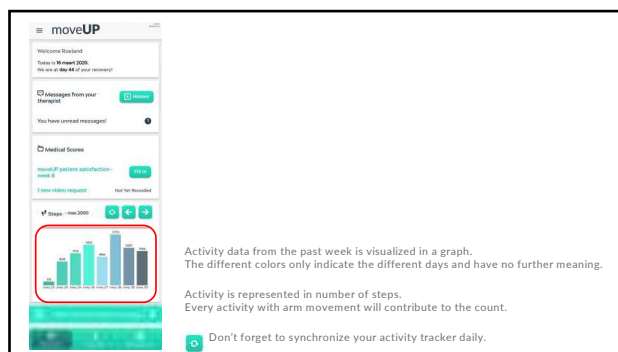 moveUP
Welcome Roeland
Today is 16 meart 2020.
We are at day 44 of your recovery!
Messages from your therapist
History
You have unread messages!
Medical Scores
moveUP patient satisfaction - week 6
Fill in
1 new video request
Not Yet Recorded
Steps - max 2000
Activity data from the past week is visualized in a graph.
The different colors only indicate the different days and have no further meaning.
Activity is represented in number of steps.
Every activity with arm movement will contribute to the count.
Don't forget to synchronize your activity tracker daily.